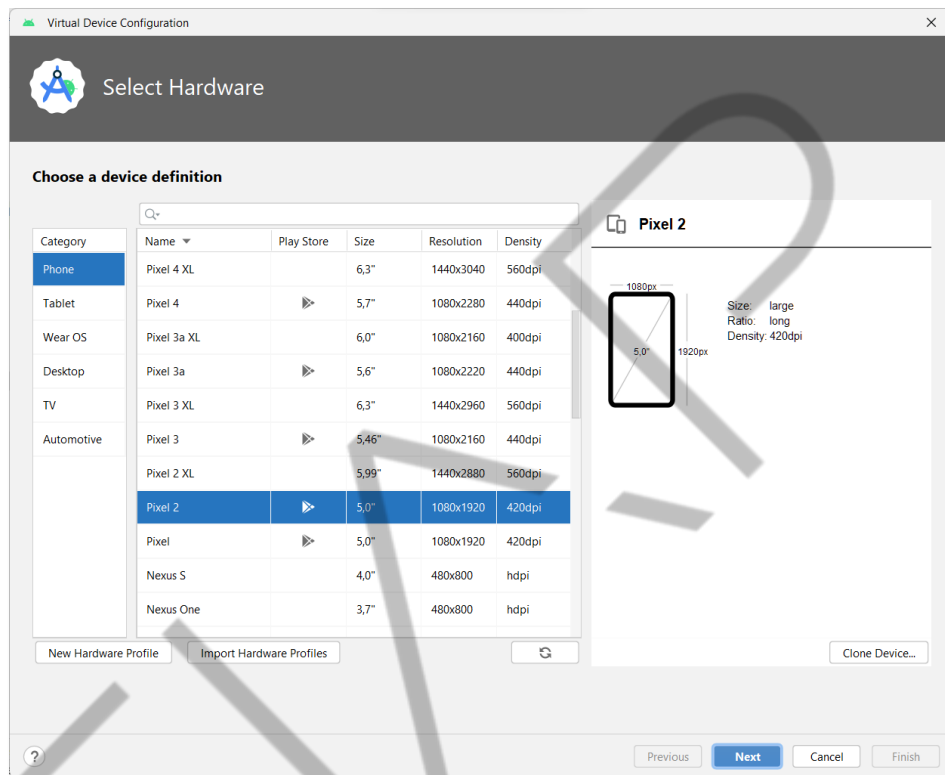 Virtual Device Configuration
Select Hardware
Choose a device definition
Category
Phone
Tablet
Wear OS
Desktop
TV
Automotive
Name Play Store Size Resolution Density
Pixel 4 XL 6,3" 1440x3040 560dpi
Pixel 4 5,7" 1080x2280 440dpi
Pixel 3a XL 6,0" 1080x2160 400dpi
Pixel 3a 5,6" 1080x2220 440dpi
Pixel 3 XL 6,3" 1440x2960 560dpi
Pixel 3 5,46" 1080x2160 440dpi
Pixel 2 XL 5,99" 1440x2880 560dpi
Pixel 2 5,0" 1080x1920 420dpi
Pixel 5,0" 1080x1920 420dpi
Nexus S 4,0" 480x800 hdpi
Nexus One 3,7" 480x800 hdpi
Pixel 2
1080px
5,0"
1920px
Size: large
Ratio: long
Density: 420dpi
New Hardware Profile
Import Hardware Profiles
Clone Device...
?
Previous
Next
Cancel
Finish